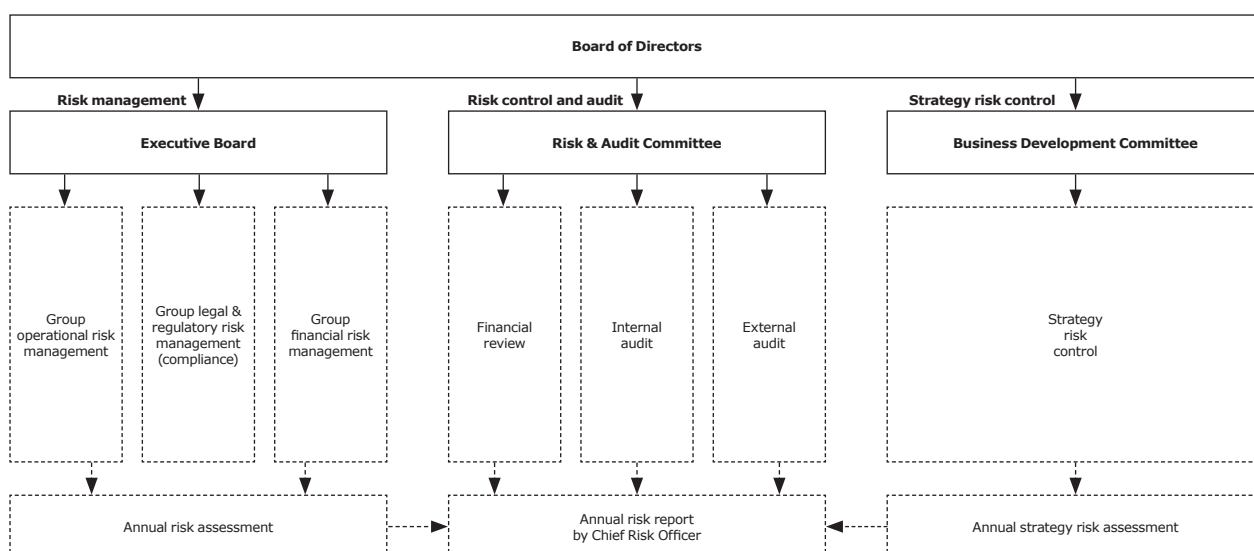 Board of Directors
Risk management
Risk control and audit
Strategy risk control
Executive Board
Risk & Audit Committee
Business Development Committee
Group
operational risk
management
Group legal &
regulatory risk
management
(compliance)
Group
financial risk
management
Financial
review
Internal
audit
External
audit
Strategy
risk
control
Annual risk assessment
Annual risk report
by Chief Risk Officer
Annual strategy risk assessment